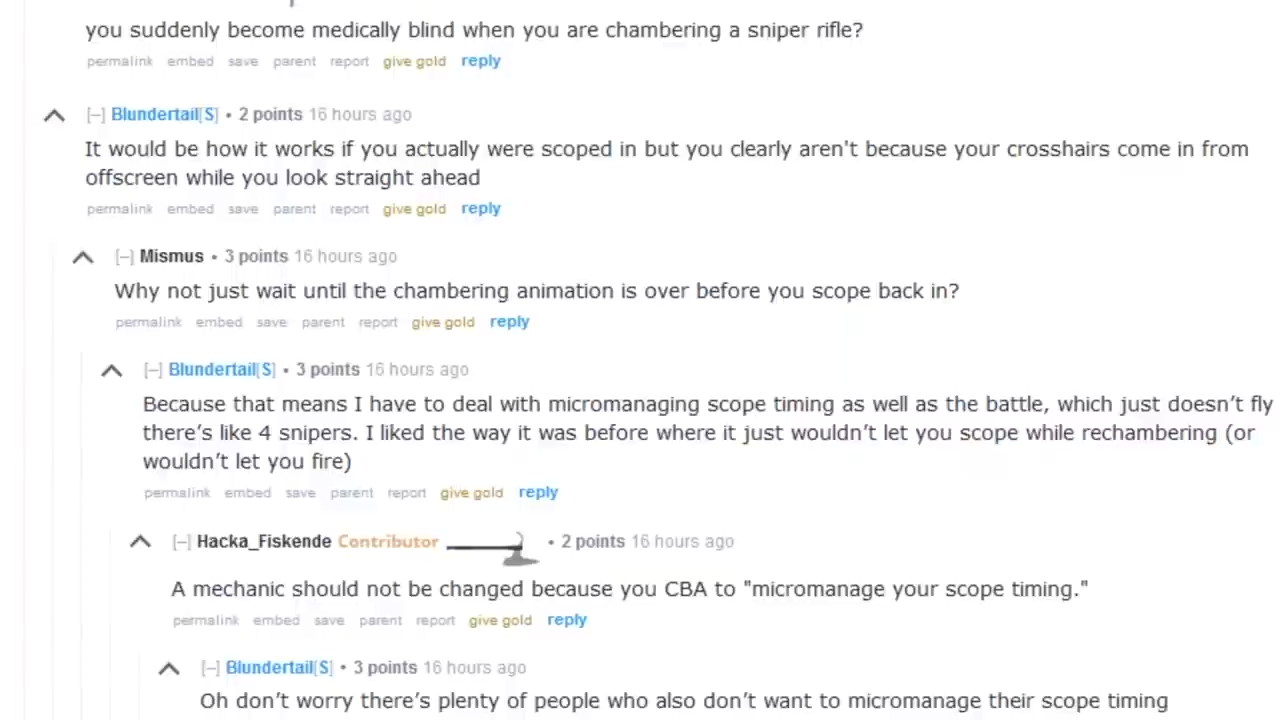 you suddenly become medically blind when you are chambering a sniper rifle?
permalink embed save parent report give gold reply
[–] Blundertail[S] • 2 points 16 hours ago
It would be how it works if you actually were scoped in but you clearly aren't because your crosshairs come in from
offscreen while you look straight ahead
permalink embed save parent report give gold reply
[–] Mismus • 3 points 16 hours ago
Why not just wait until the chambering animation is over before you scope back in?
permalink embed save parent report give gold reply
[–] Blundertail[S] • 3 points 16 hours ago
Because that means I have to deal with micromanaging scope timing as well as the battle, which just doesn’t fly
there’s like 4 snipers. I liked the way it was before where it just wouldn’t let you scope while rechambering (or
wouldn’t let you fire)
permalink embed save parent report give gold reply
[–] Hacka_Fiskende Contributor • 2 points 16 hours ago
A mechanic should not be changed because you CBA to "micromanage your scope timing."
permalink embed save parent report give gold reply
[–] Blundertail[S] • 3 points 16 hours ago
Oh don’t worry there’s plenty of people who also don’t want to micromanage their scope timing